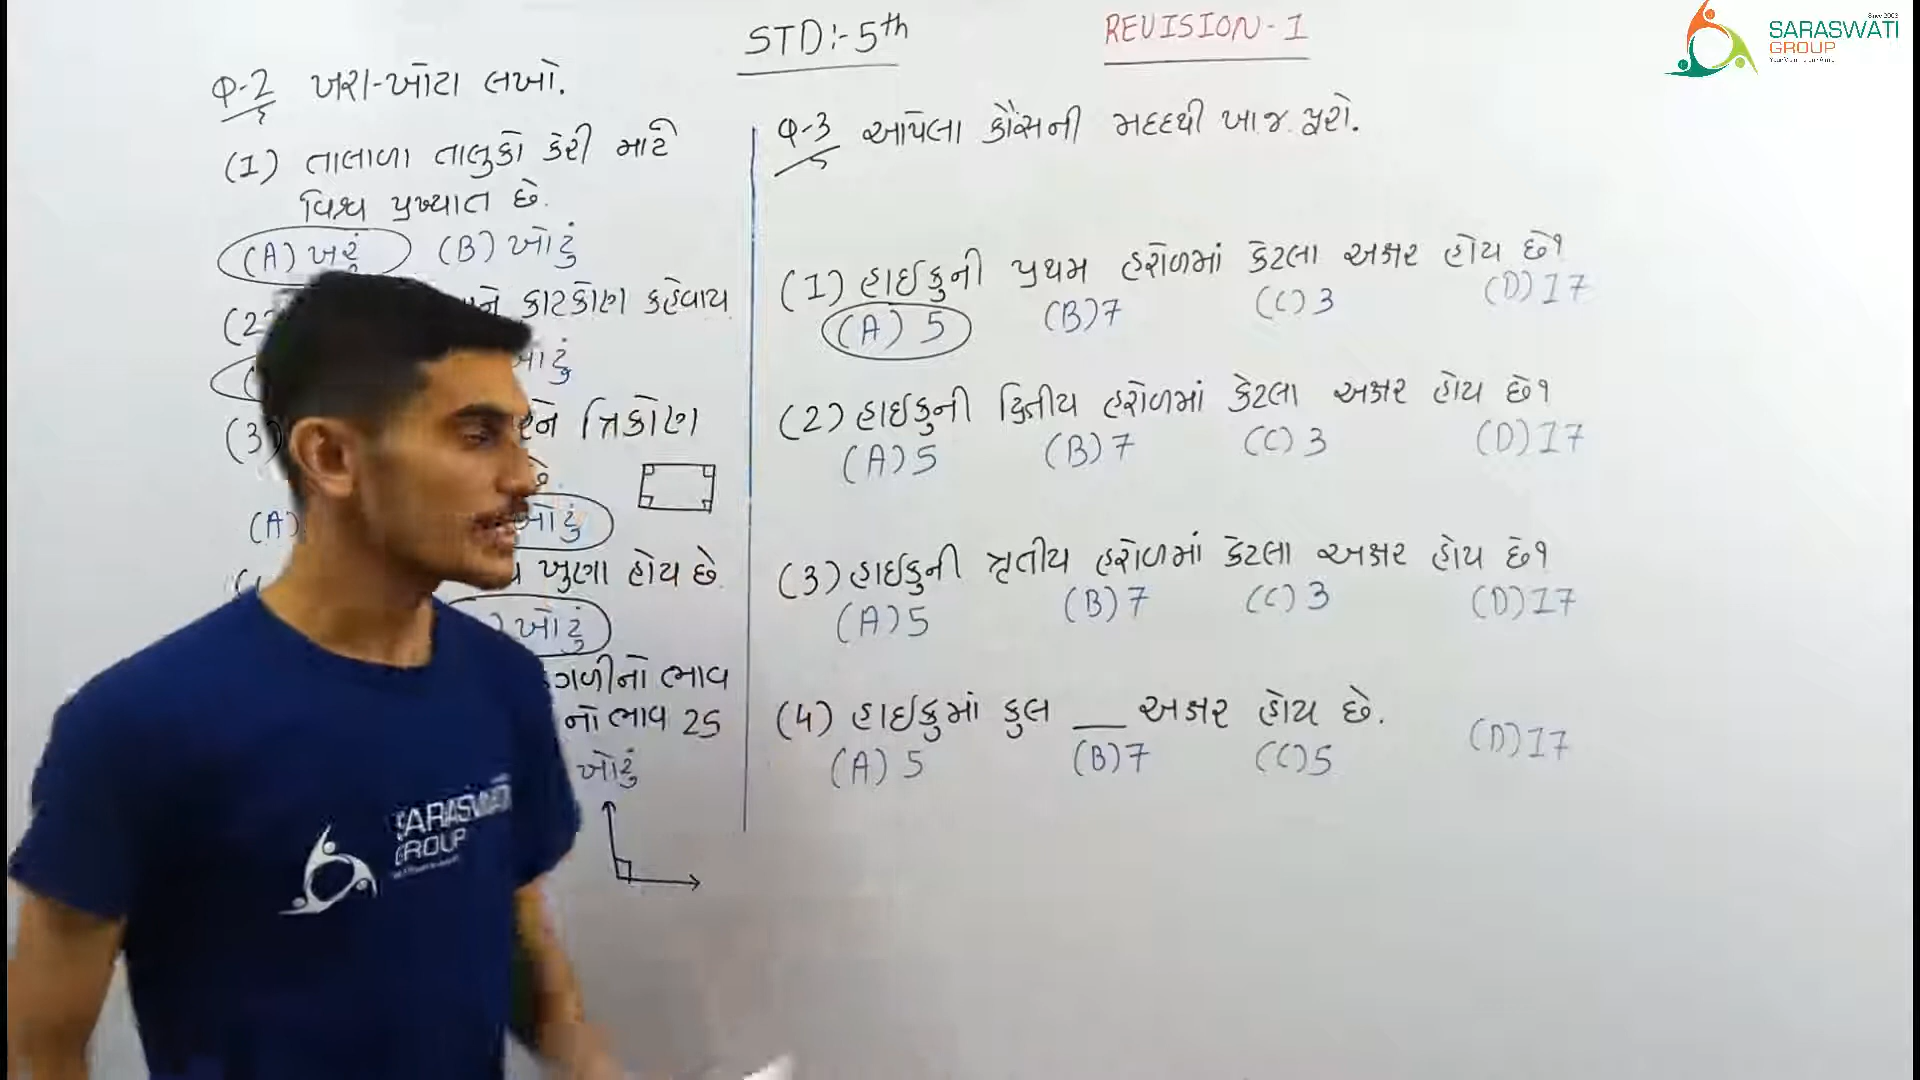 STD:-5th
REVISION-1
SARASWATI
GROUP
Q-2 ખરા-ખોટા લખો.
(1) તાલાળા તાલુકો કેરી માટે
વિશ્વ પ્રખ્યાત છે.
(A) ખરું (B) ખોટું
(2) ને કાટકોણ કહેવાય
(3) ને ત્રિકોણ
(A)
ખુણા હોય છે
) ખોટું
ભાવ
નો ભાવ 25
ખોટું
Q-3 આપેલા કૌંસની મદદથી ખા.જ. પૂરો.
(1) હાઈકુની પ્રથમ હરોળમાં કેટલા અક્ષર હોય છે?
(A) 5 (B) 7 (C) 3 (D) 17
(2) હાઈકુની દ્વિતીય હરોળમાં કેટલા અક્ષર હોય છે?
(A) 5 (B) 7 (C) 3 (D) 17
(3) હાઈકુની ત્રૃતીય હરોળમાં કેટલા અક્ષર હોય છે?
(A) 5 (B) 7 (C) 3 (D) 17
(4) હાઈકુમાં કુલ __ અક્ષર હોય છે.
(A) 5 (B) 7 (C) 5 (D) 17
SARASWATI
GROUP